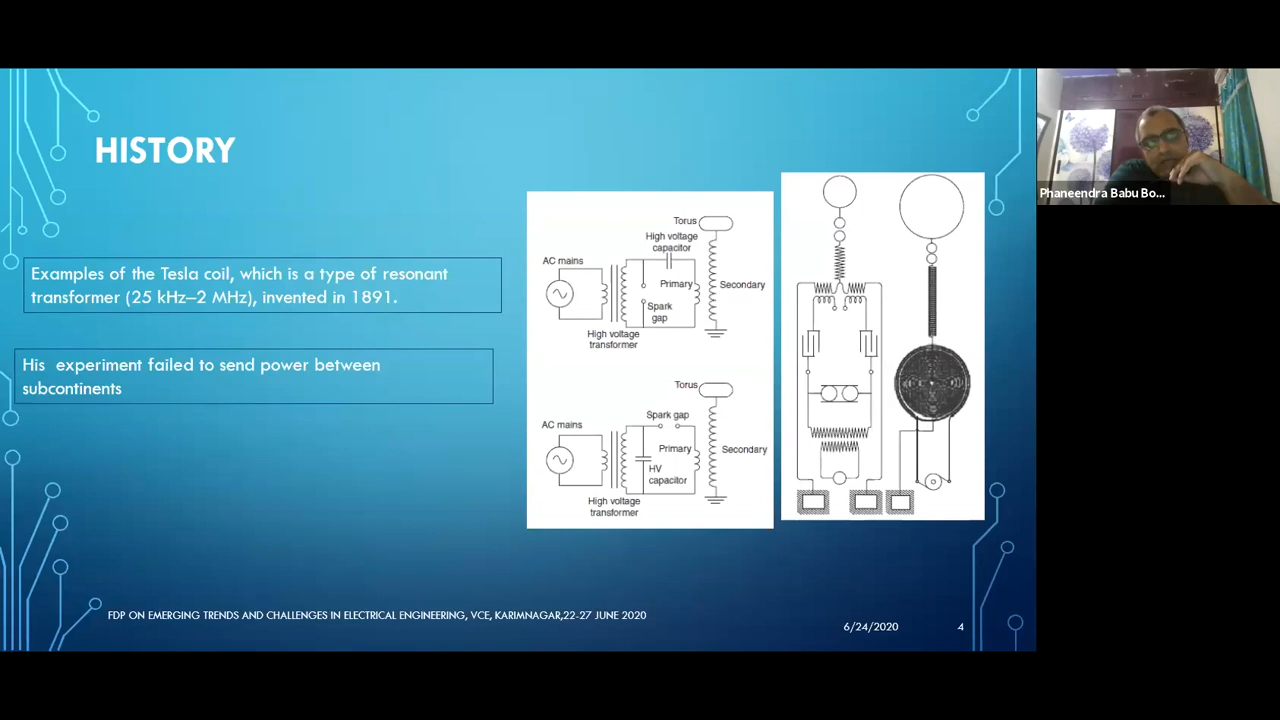 HISTORY
Examples of the Tesla coil, which is a type of resonant
transformer (25 kHz–2 MHz), invented in 1891.
His  experiment failed to send power between
subcontinents
Torus
High voltage
capacitor
AC mains
Primary
Secondary
Spark
gap
High voltage
transformer
Torus
Spark gap
AC mains
Primary
Secondary
HV
capacitor
High voltage
transformer
FDP ON EMERGING TRENDS AND CHALLENGES IN ELECTRICAL ENGINEERING, VCE, KARIMNAGAR,22-27 JUNE 2020
6/24/2020
4
Phaneendra Babu Bo...